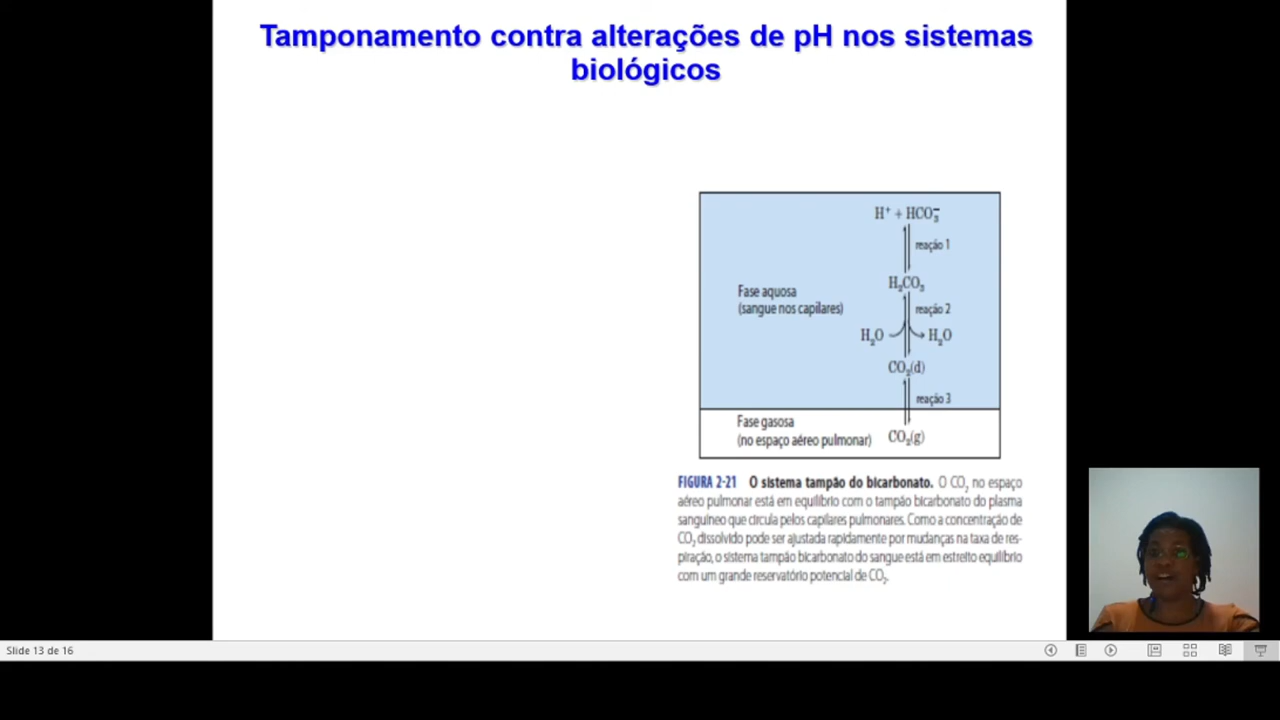 Tamponamento contra alterações de pH nos sistemas
biológicos
H⁺ + HCO₃⁻
reação 1
H₂CO₃
Fase aquosa
(sangue nos capilares)
reação 2
H₂O
H₂O
CO₂(d)
reação 3
Fase gasosa
(no espaço aéreo pulmonar)
CO₂(g)
FIGURA 2-21 O sistema tampão do bicarbonato. O CO₂ no espaço
aéreo pulmonar está em equilíbrio com o tampão bicarbonato do plasma
sanguíneo que circula pelos capilares pulmonares. Como a concentração de
CO₂ dissolvido pode ser ajustada rapidamente por mudanças na taxa de res-
piração, o sistema tampão bicarbonato do sangue está em estreito equilíbrio
com um grande reservatório potencial de CO₂.
Slide 13 de 16